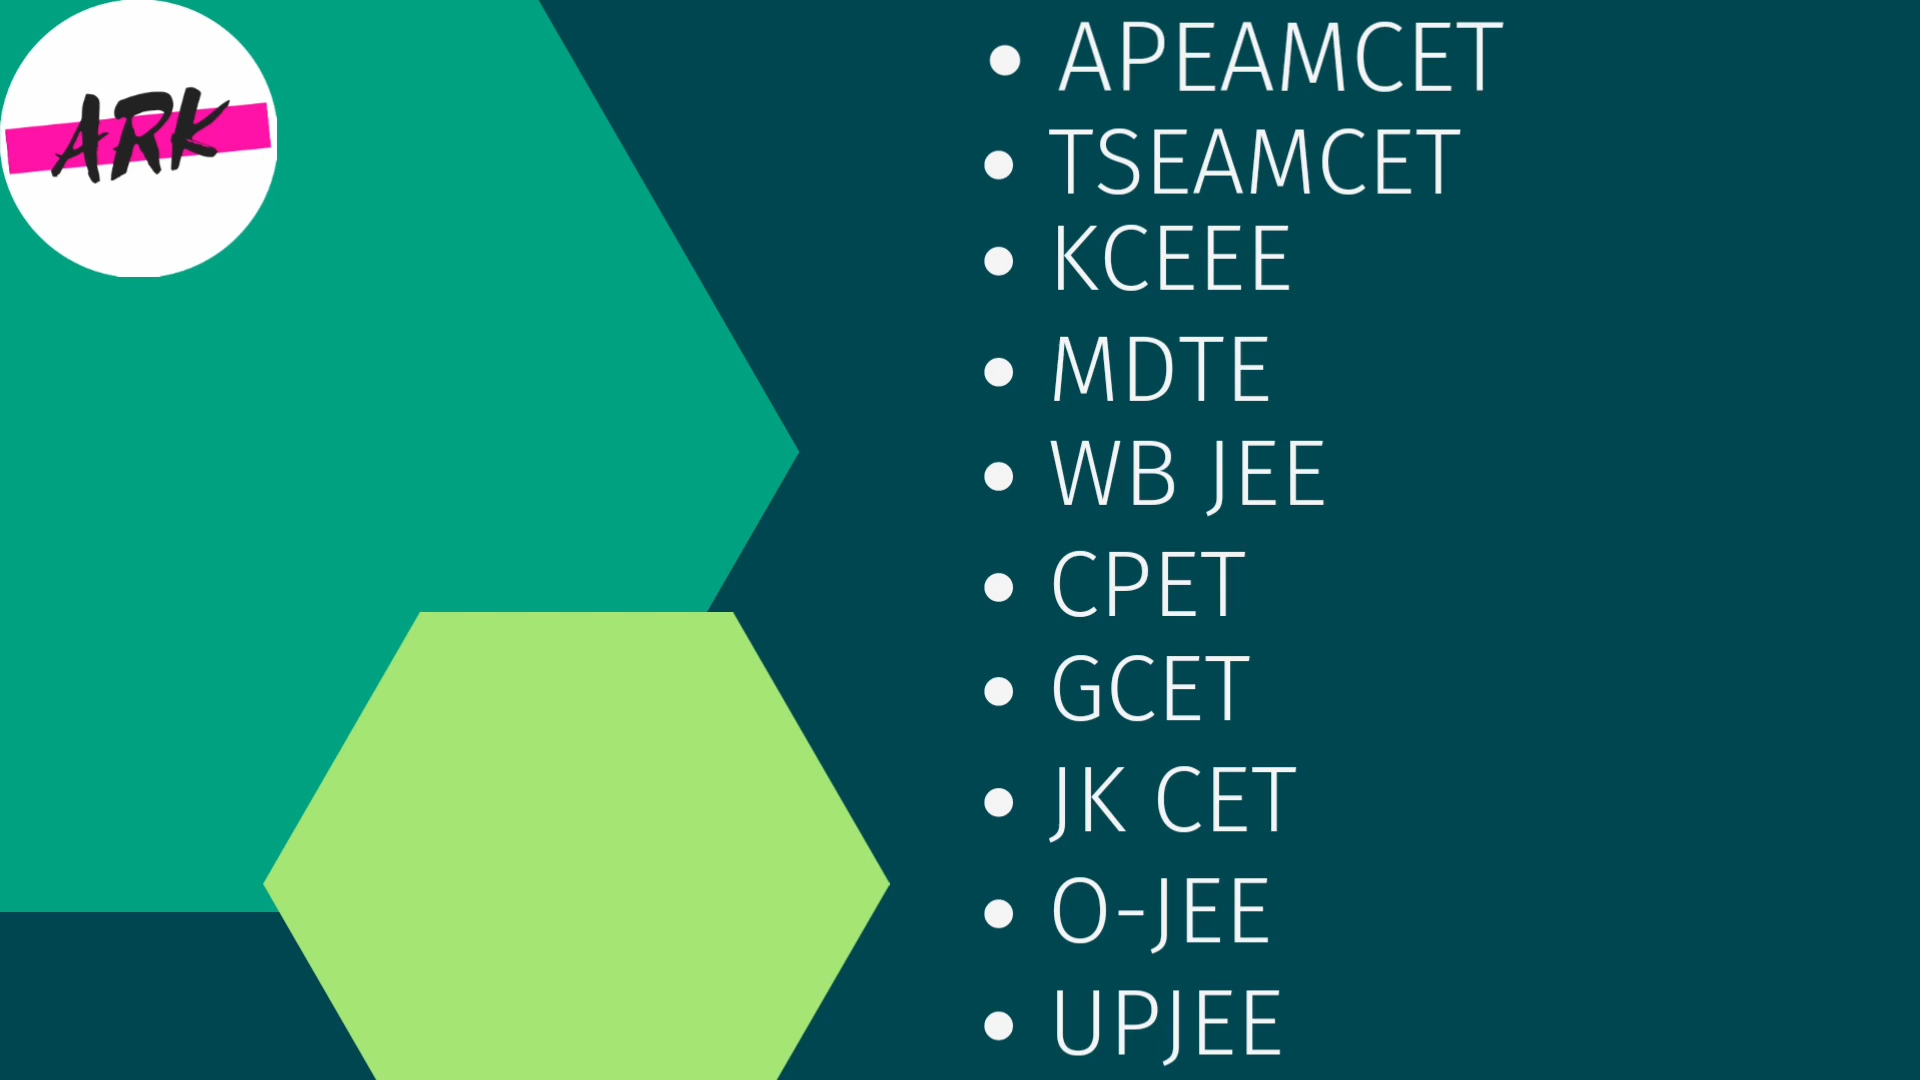 ARK
• APEAMCET
• TSEAMCET
• KCEEE
• MDTE
• WB JEE
• CPET
• GCET
• JK CET
• O-JEE
• UPJEE